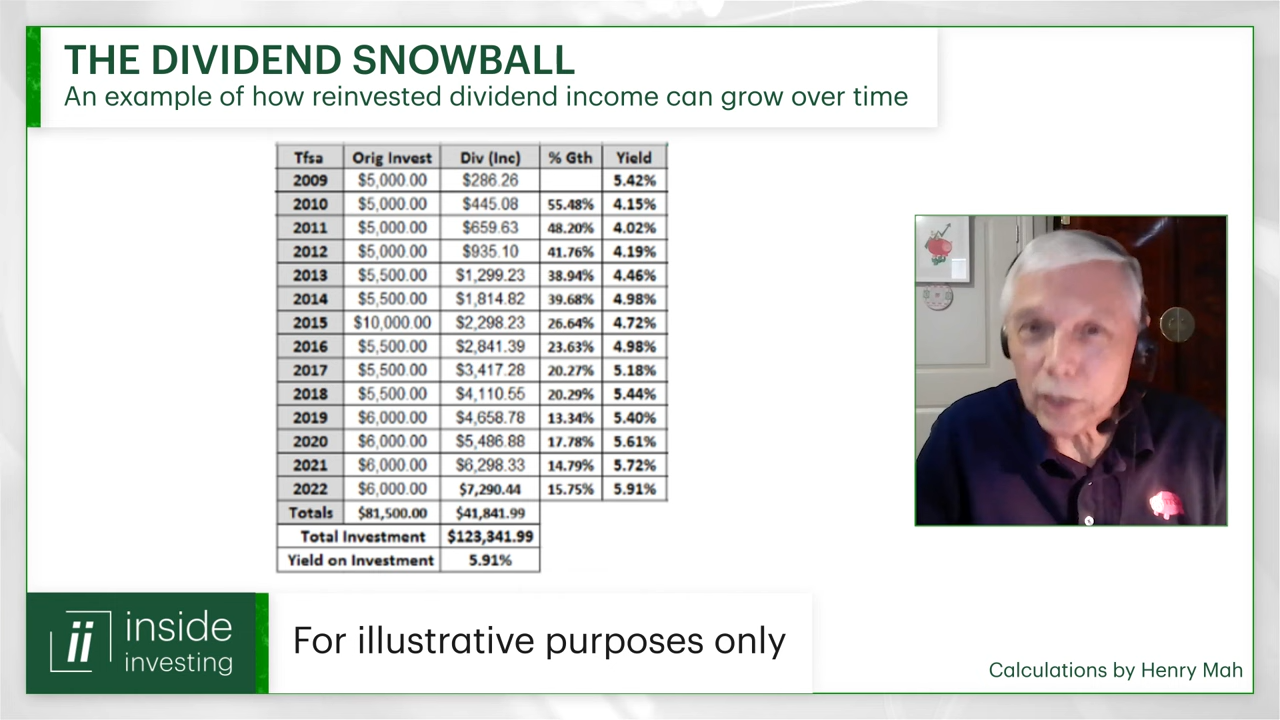 THE DIVIDEND SNOWBALL
An example of how reinvested dividend income can grow over time
Tfsa Orig Invest Div (Inc) % Gth Yield
2009 $5,000.00 $286.26 5.42%
2010 $5,000.00 $445.08 55.48% 4.15%
2011 $5,000.00 $659.63 48.20% 4.02%
2012 $5,000.00 $935.10 41.76% 4.19%
2013 $5,500.00 $1,299.23 38.94% 4.46%
2014 $5,500.00 $1,814.82 39.68% 4.98%
2015 $10,000.00 $2,298.23 26.64% 4.72%
2016 $5,500.00 $2,841.39 23.63% 4.98%
2017 $5,500.00 $3,417.28 20.27% 5.18%
2018 $5,500.00 $4,110.55 20.29% 5.44%
2019 $6,000.00 $4,658.78 13.34% 5.40%
2020 $6,000.00 $5,486.88 17.78% 5.61%
2021 $6,000.00 $6,298.33 14.79% 5.72%
2022 $6,000.00 $7,290.44 15.75% 5.91%
Totals $81,500.00 $41,841.99
Total Investment $123,341.99
Yield on Investment 5.91%
ii inside
investing
For illustrative purposes only
Calculations by Henry Mah